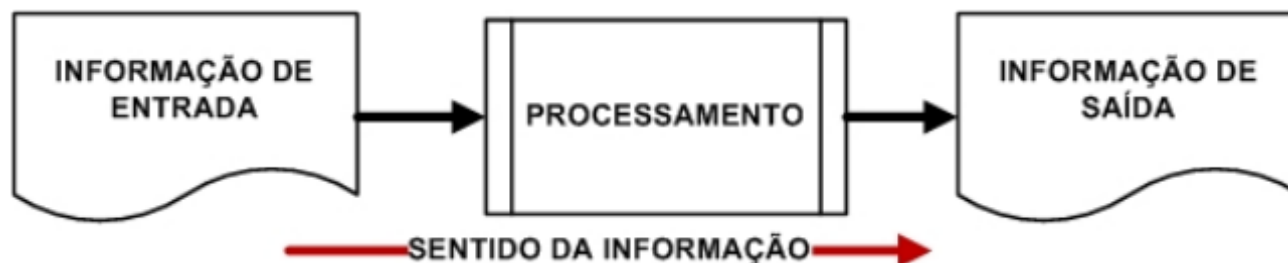 INFORMAÇÃO DE
ENTRADA
PROCESSAMENTO
INFORMAÇÃO DE
SAÍDA
SENTIDO DA INFORMAÇÃO